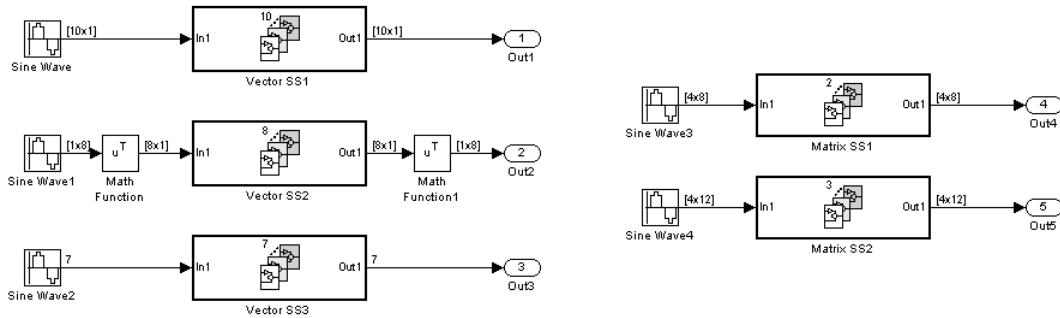 10
[10x1]
[10x1]
In1
Out1
1
Sine Wave
Out1
Vector SS1
8
[1x8]
[8x1]
[8x1]
[1x8]
uT
In1
Out1
uT
2
Sine Wave1
Math
Function
Vector SS2
Math
Function1
Out2
7
7
7
In1
Out1
3
Sine Wave2
Out3
Vector SS3
2
[4x8]
[4x8]
In1
Out1
4
Sine Wave3
Out4
Matrix SS1
3
[4x12]
[4x12]
In1
Out1
5
Sine Wave4
Out5
Matrix SS2